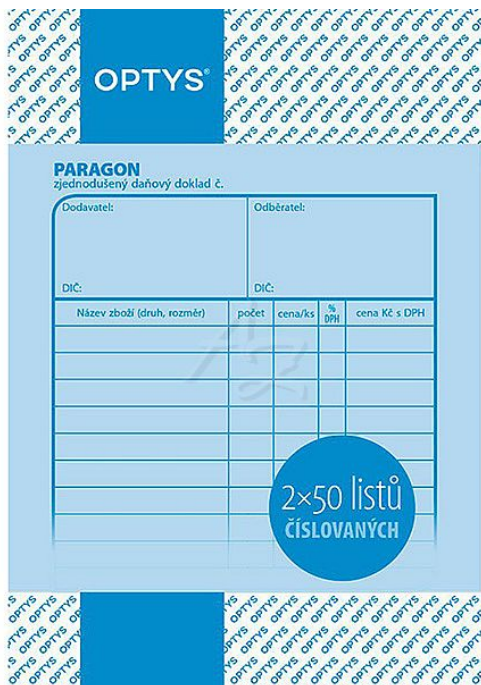 OPTYS®
PARAGON
zjednodušený daňový doklad č.
Dodavatel:
Odběratel:
DIČ:
DIČ:
Název zboží (druh, rozměr)
počet
cena/ks
% DPH
cena Kč s DPH
2×50 listů
ČÍSLOVANÝCH